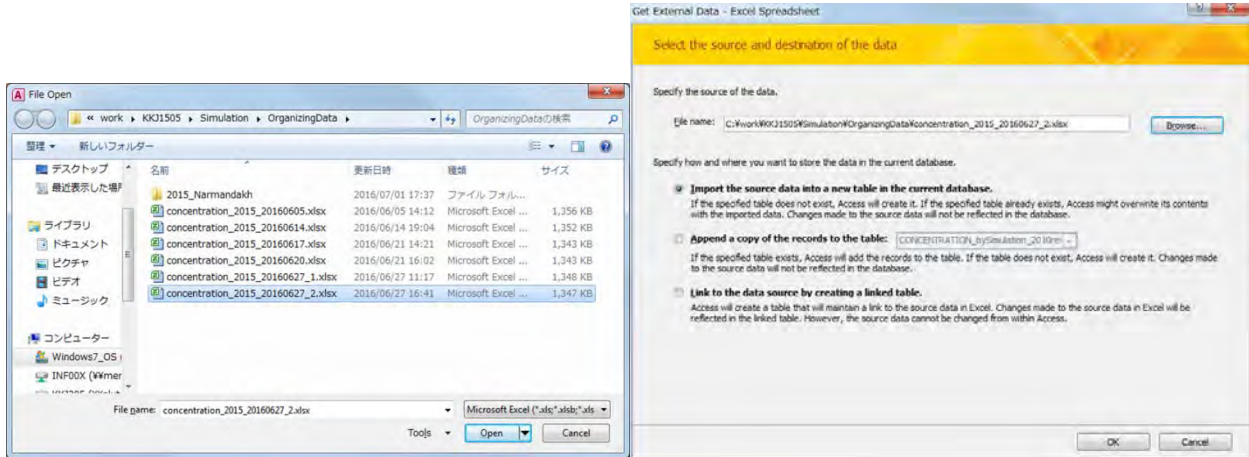 File Open
« work ▸ KKJ1505 ▸ Simulation ▸ OrganizingData ▸
OrganizingDataの検索
整理 ▾ 新しいフォルダー
デスクトップ
最近表示した場所
ライブラリ
ドキュメント
ピクチャ
ビデオ
ミュージック
コンピューター
Windows7_OS (
INF00X (¥¥mer
名前 更新日時 種類 サイズ
2015_Narmandakh 2016/07/01 17:37 ファイル フォル...
concentration_2015_20160605.xlsx 2016/06/05 14:12 Microsoft Excel ... 1,356 KB
concentration_2015_20160614.xlsx 2016/06/14 19:04 Microsoft Excel ... 1,352 KB
concentration_2015_20160617.xlsx 2016/06/21 14:21 Microsoft Excel ... 1,343 KB
concentration_2015_20160620.xlsx 2016/06/21 16:02 Microsoft Excel ... 1,343 KB
concentration_2015_20160627_1.xlsx 2016/06/27 11:17 Microsoft Excel ... 1,348 KB
concentration_2015_20160627_2.xlsx 2016/06/27 16:41 Microsoft Excel ... 1,347 KB
File name: concentration_2015_20160627_2.xlsx
Microsoft Excel (*.xls;*.xlsb;*.xls
Tools ▾ Open Cancel
Get External Data - Excel Spreadsheet
Select the source and destination of the data
Specify the source of the data.
File name: C:¥work¥KKJ1505¥Simulation¥OrganizingData¥concentration_2015_20160627_2.xlsx Browse...
Specify how and where you want to store the data in the current database.
Import the source data into a new table in the current database.
If the specified table does not exist, Access will create it. If the specified table already exists, Access might overwrite its contents
with the imported data. Changes made to the source data will not be reflected in the database.
Append a copy of the records to the table: CONCENTRATION_bySimulation_2010re
If the specified table exists, Access will add the records to the table. If the table does not exist, Access will create it. Changes made
to the source data will not be reflected in the database.
Link to the data source by creating a linked table.
Access will create a table that will maintain a link to the source data in Excel. Changes made to the source data in Excel will be
reflected in the linked table. However, the source data cannot be changed from within Access.
OK Cancel